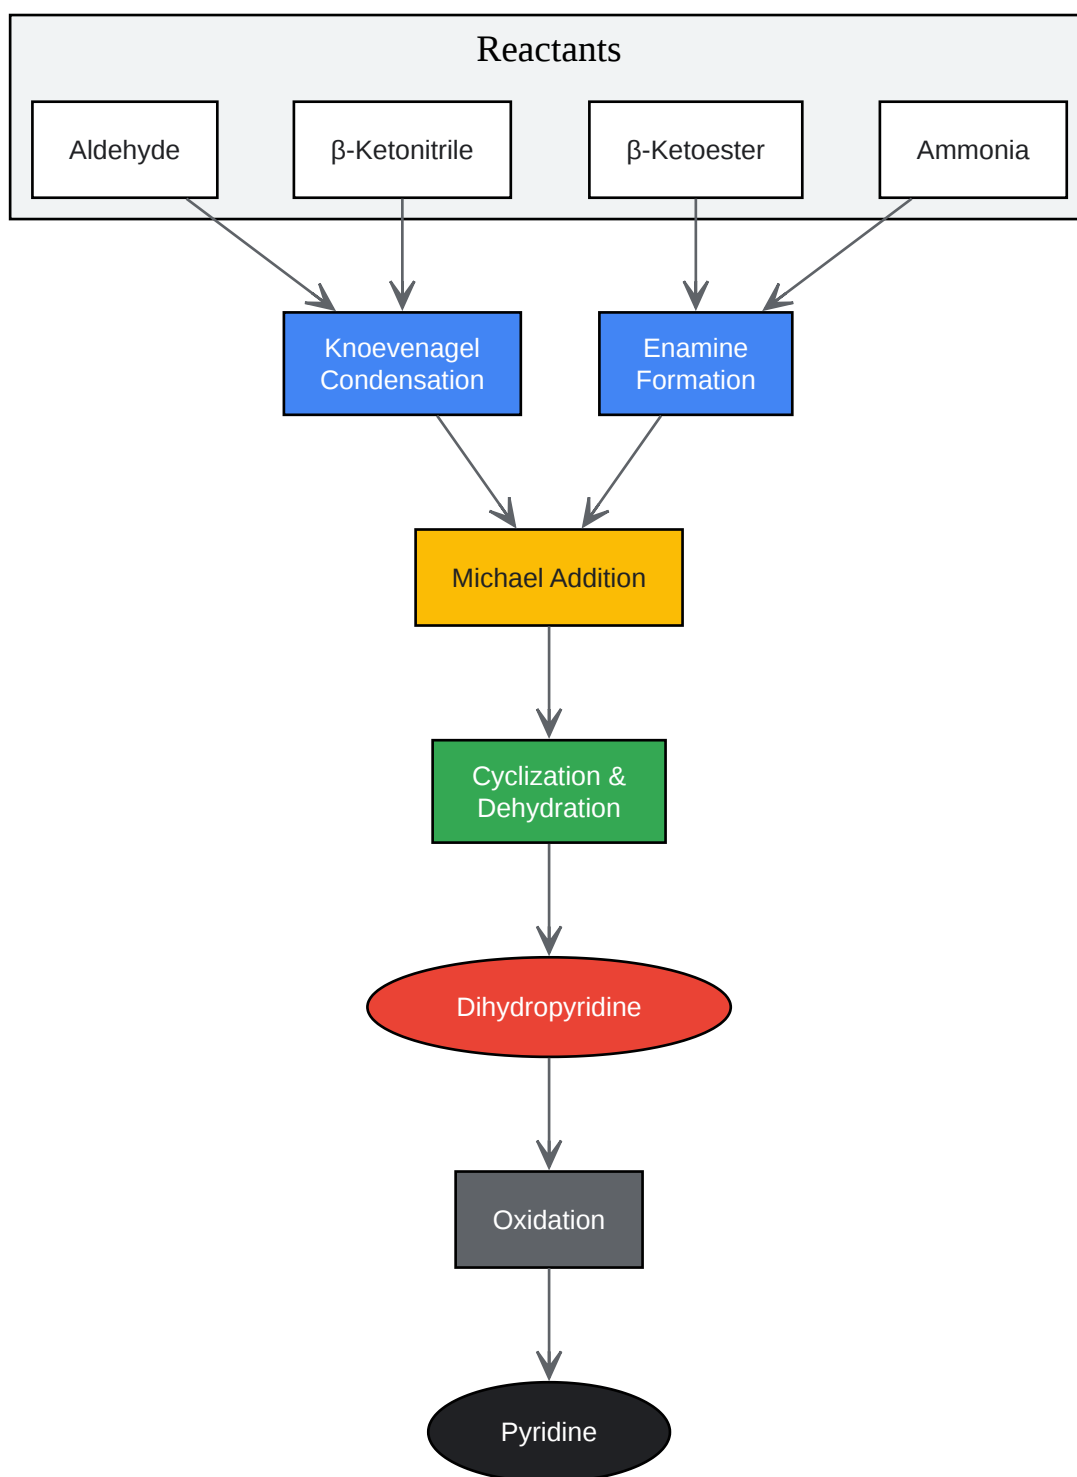 Reactants
Aldehyde
β-Ketonitrile
β-Ketoester
Ammonia
Knoevenagel
Condensation
Enamine
Formation
Michael Addition
Cyclization &
Dehydration
Dihydropyridine
Oxidation
Pyridine